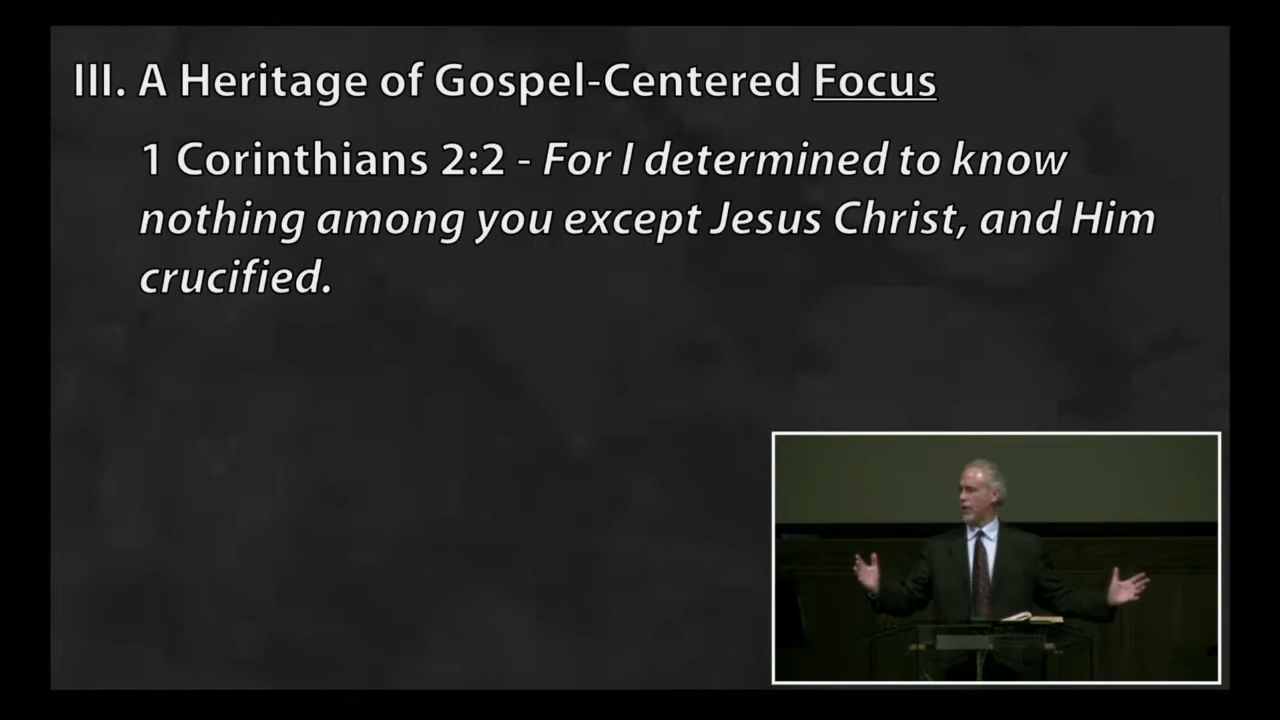 III. A Heritage of Gospel-Centered Focus
1 Corinthians 2:2 - For I determined to know
nothing among you except Jesus Christ, and Him
crucified.